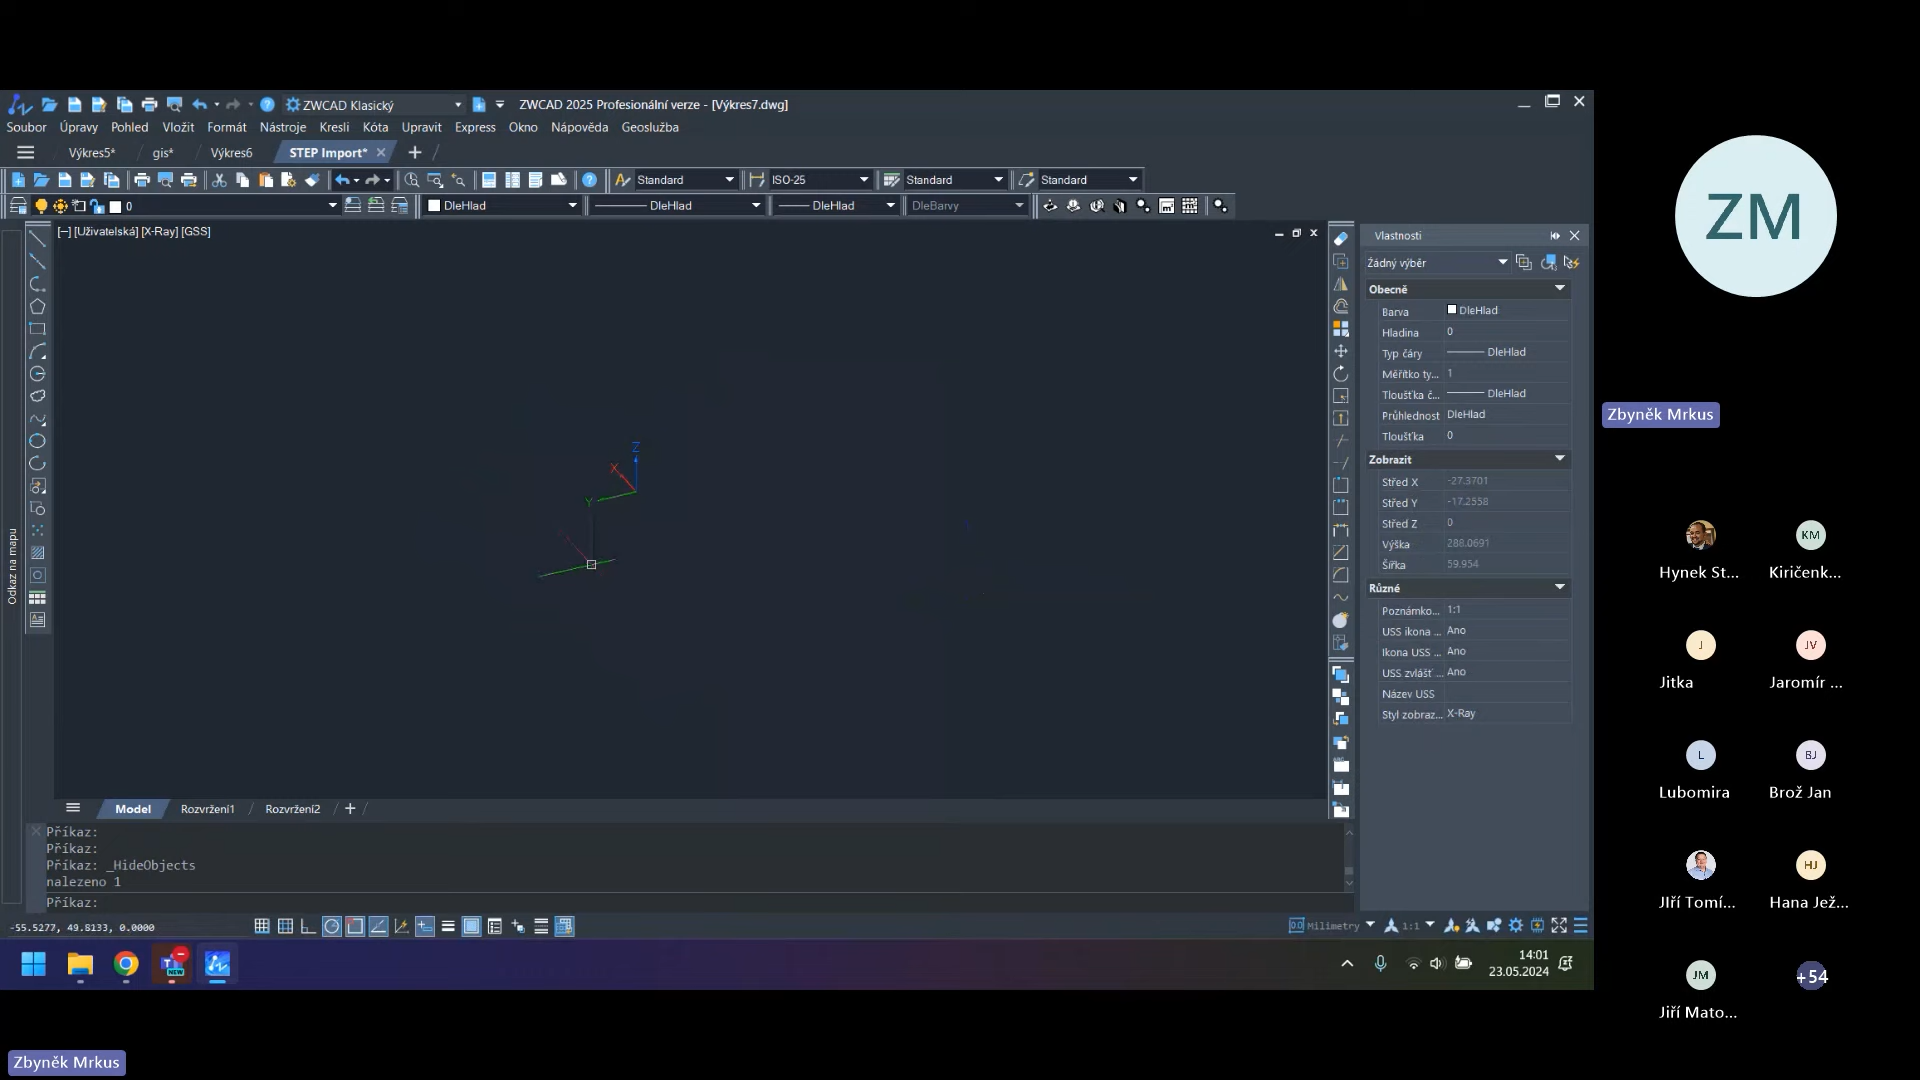 ZWCAD Klasický
ZWCAD 2025 Profesionální verze - [Výkres7.dwg]
Soubor Úpravy Pohled Vložit Formát Nástroje Kresli Kóta Upravit Express Okno Nápověda Geoslužba
Výkres5* gis* Výkres6 STEP Import*
Standard ISO-25 Standard Standard
0 DleHlad DleHlad DleHlad DleBarvy
[−] [Uživatelská] [X-Ray] [GSS]
Z
X
Y
Odkaz na mapu
Vlastnosti
Žádný výběr
Obecně
Barva DleHlad
Hladina 0
Typ čáry DleHlad
Měřítko ty... 1
Tloušťka č... DleHlad
Průhlednost DleHlad
Tloušťka 0
Zobrazit
Střed X -27.3701
Střed Y -17.2558
Střed Z 0
Výška 288.0691
Šířka 59.954
Různé
Poznámko... 1:1
USS ikona ... Ano
Ikona USS ... Ano
USS zvlášť ... Ano
Název USS
Styl zobraz... X-Ray
Model Rozvržení1 Rozvržení2
Příkaz:
Příkaz:
Příkaz: _HideObjects
nalezeno 1
Příkaz:
-55.5277, 49.8133, 0.0000
Milimetry 1:1
NEW
14:01
23.05.2024
ZM
Zbyněk Mrkus
KM
Hynek St... Kiričenk...
J JV
Jitka Jaromír ...
L BJ
Lubomira Brož Jan
HJ
JIří Tomí... Hana Jež...
JM +54
Jiří Mato...
Zbyněk Mrkus